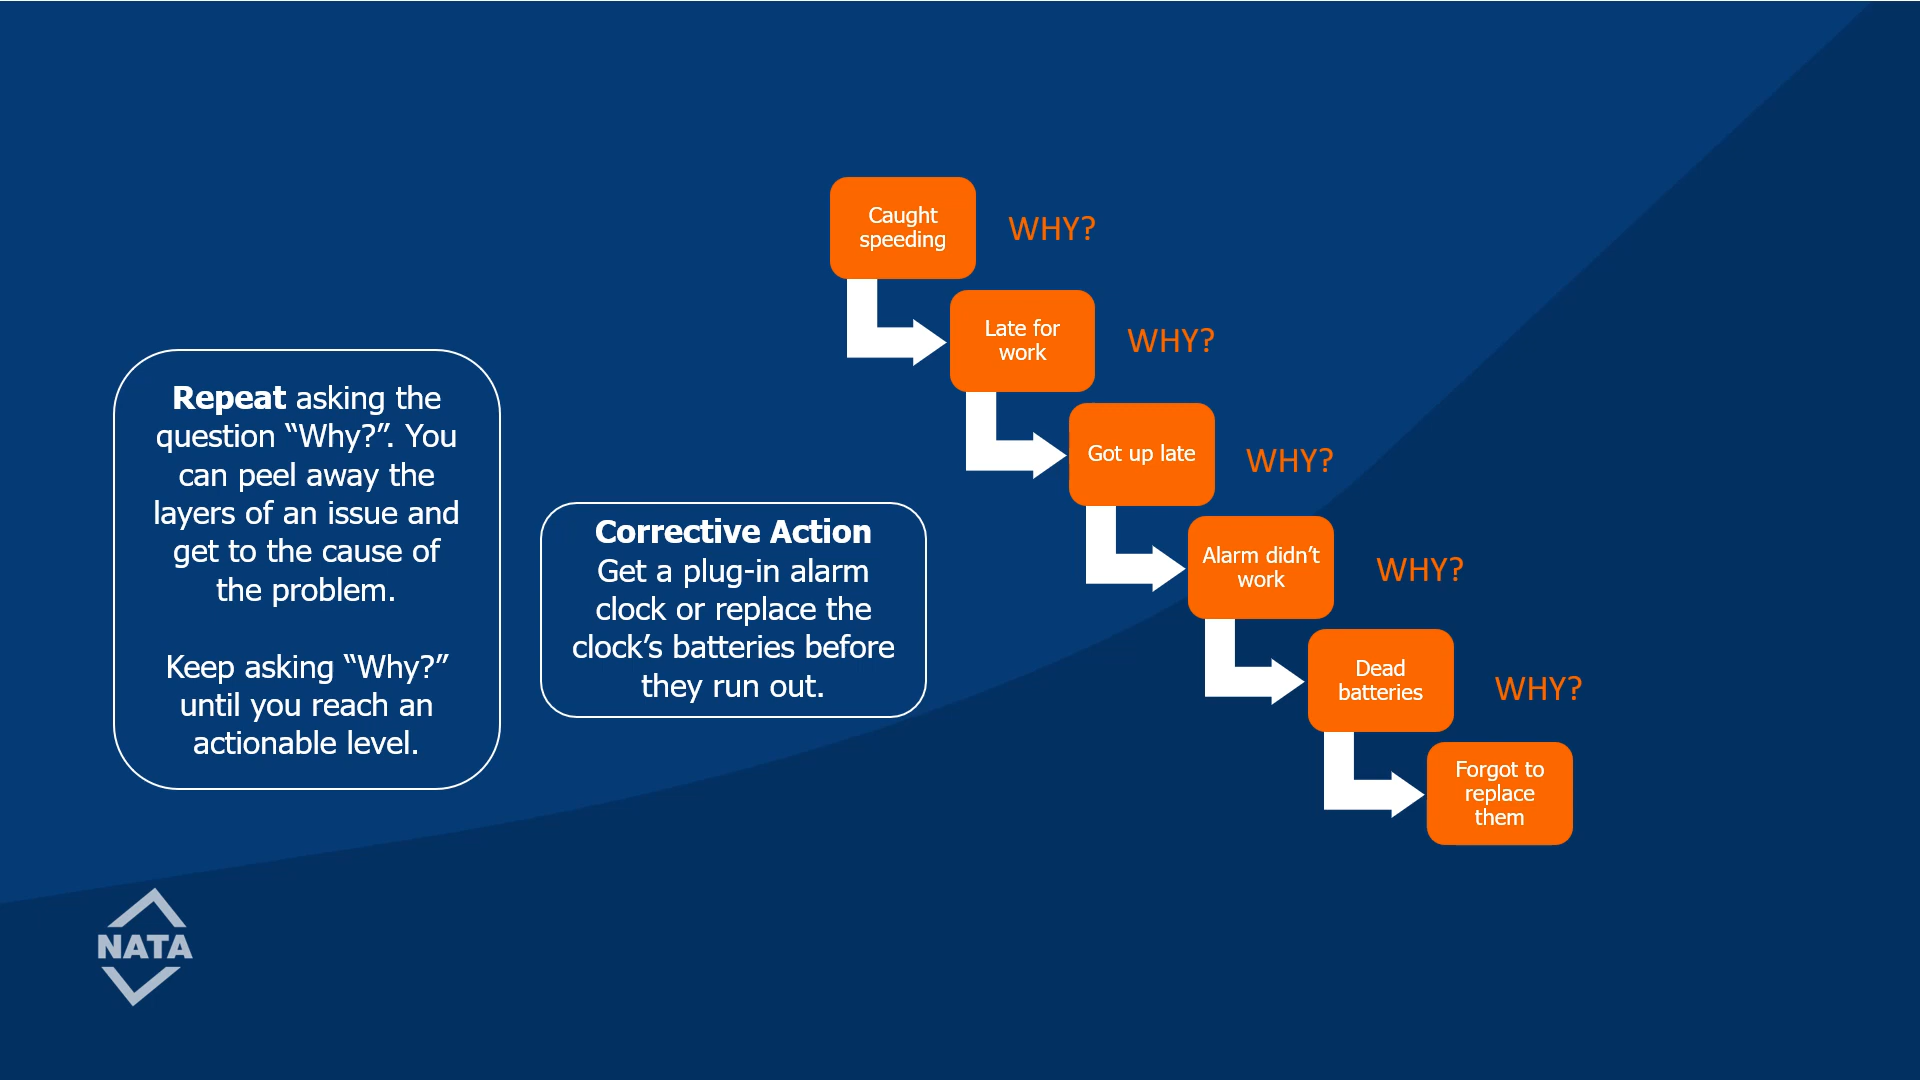 Repeat asking the
question “Why?”. You
can peel away the
layers of an issue and
get to the cause of
the problem.
Keep asking “Why?”
until you reach an
actionable level.
Corrective Action
Get a plug-in alarm
clock or replace the
clock’s batteries before
they run out.
Caught
speeding
WHY?
Late for
work
WHY?
Got up late
WHY?
Alarm didn’t
work
WHY?
Dead
batteries
WHY?
Forgot to
replace
them
NATA